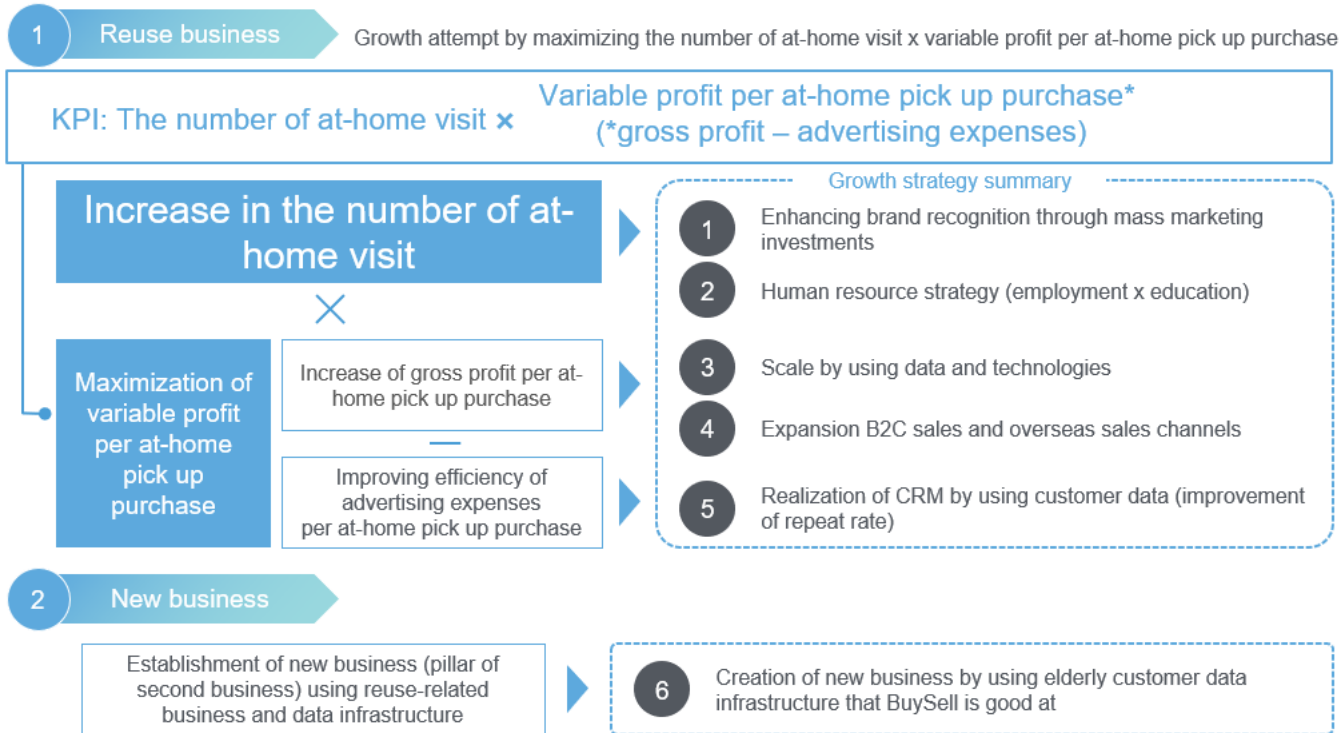 1
Reuse business
Growth attempt by maximizing the number of at-home visit x variable profit per at-home pick up purchase
KPI: The number of at-home visit ×
Variable profit per at-home pick up purchase*
(*gross profit – advertising expenses)
Increase in the number of at-
home visit
×
Maximization of
variable profit
per at-home
pick up
purchase
Increase of gross profit per at-
home pick up purchase
—
Improving efficiency of
advertising expenses
per at-home pick up purchase
Growth strategy summary
1
Enhancing brand recognition through mass marketing
investments
2
Human resource strategy (employment x education)
3
Scale by using data and technologies
4
Expansion B2C sales and overseas sales channels
5
Realization of CRM by using customer data (improvement
of repeat rate)
2
New business
Establishment of new business (pillar of
second business) using reuse-related
business and data infrastructure
6
Creation of new business by using elderly customer data
infrastructure that BuySell is good at